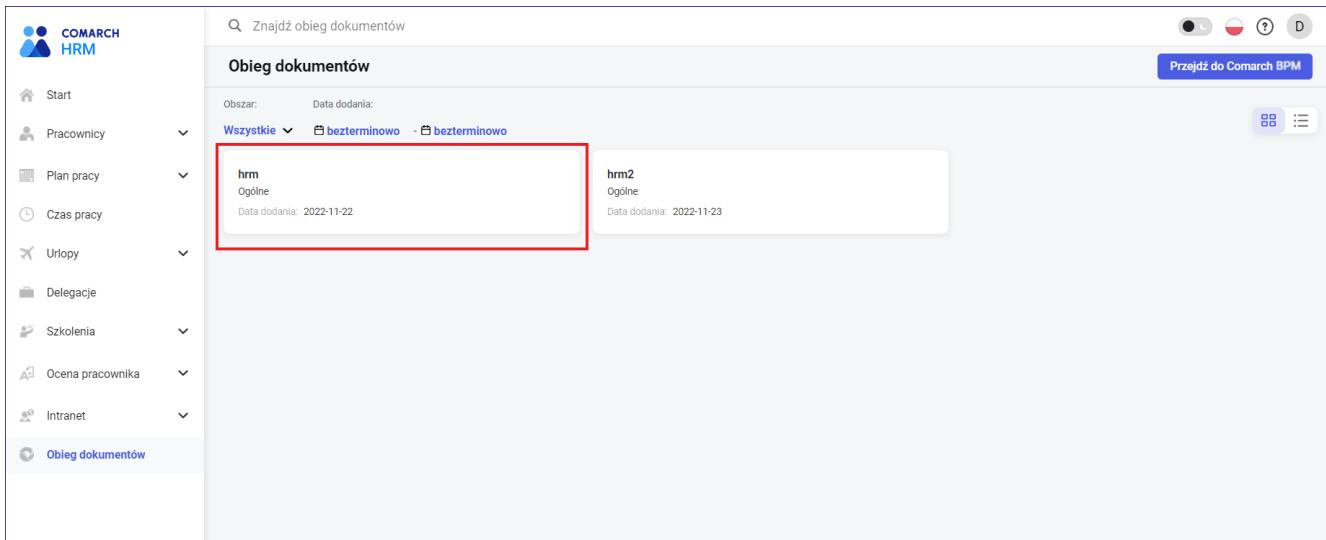 COMARCH
HRM
Znajdź obieg dokumentów
D
Obieg dokumentów
Przejdź do Comarch BPM
Start
Pracownicy
Plan pracy
Czas pracy
Urlopy
Delegacje
Szkolenia
Ocena pracownika
Intranet
Obieg dokumentów
Obszar: Data dodania:
Wszystkie bezterminowo - bezterminowo
hrm
Ogólne
Data dodania: 2022-11-22
hrm2
Ogólne
Data dodania: 2022-11-23